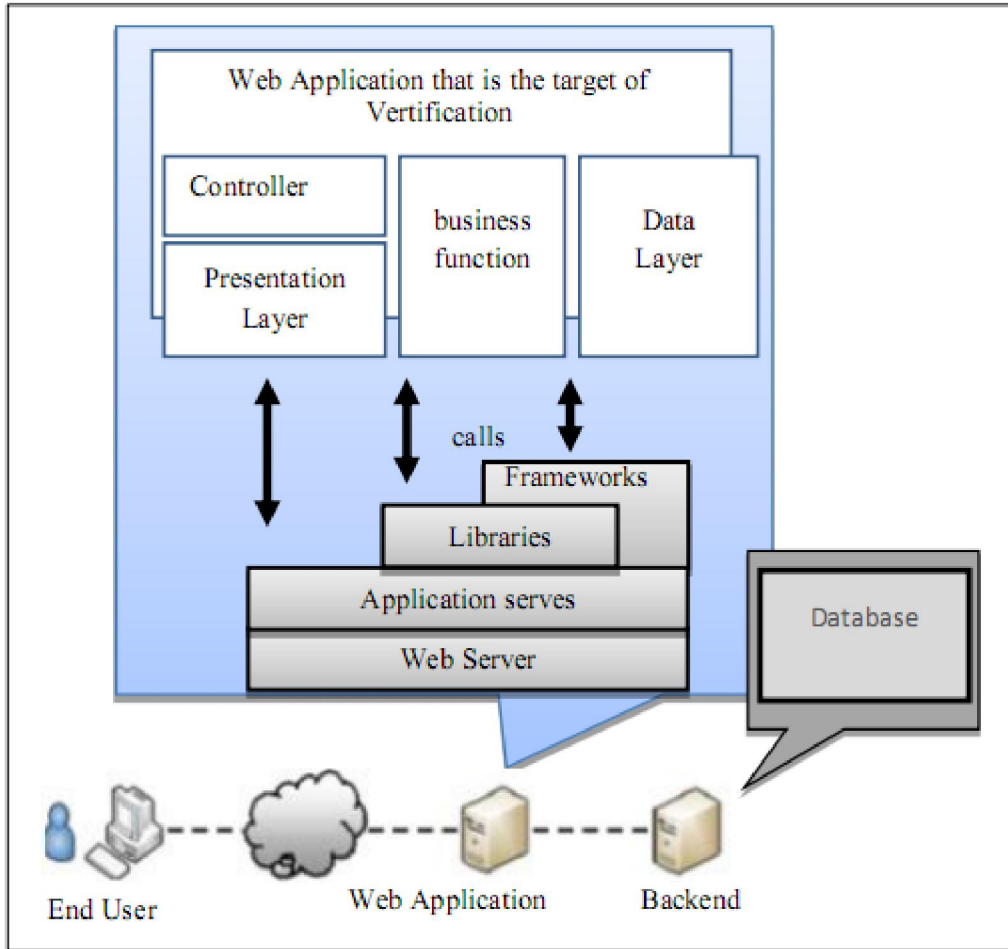 Web Application that is the target of
Vertification
Controller
Presentation
Layer
business
function
Data
Layer
calls
Frameworks
Libraries
Application serves
Web Server
Database
End User
Web Application
Backend